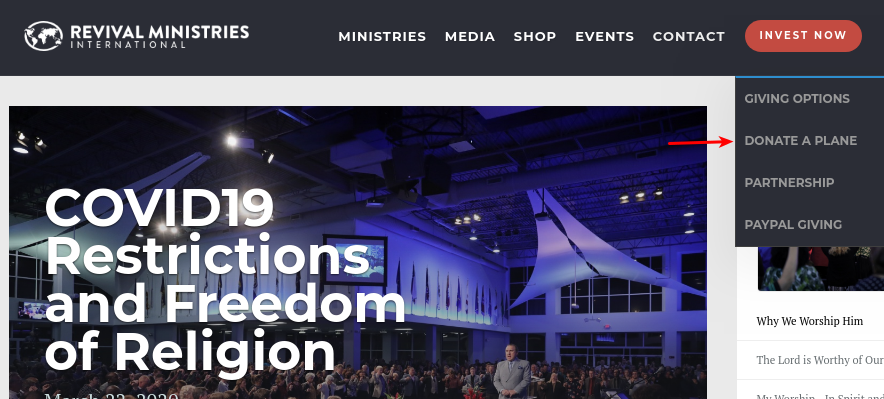 REVIVAL MINISTRIES
INTERNATIONAL
MINISTRIES MEDIA SHOP EVENTS CONTACT INVEST NOW
GIVING OPTIONS
DONATE A PLANE
PARTNERSHIP
PAYPAL GIVING
COVID19
Restrictions
and Freedom
of Religion
March 22, 2020
Why We Worship Him
The Lord is Worthy of Our
My Worship - In Spirit and